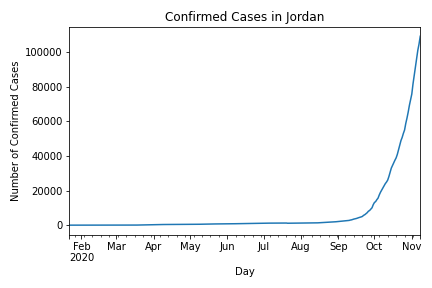 Confirmed Cases in Jordan
Number of Confirmed Cases
100000
80000
60000
40000
20000
0
Feb Mar Apr May Jun Jul Aug Sep Oct Nov
2020
Day